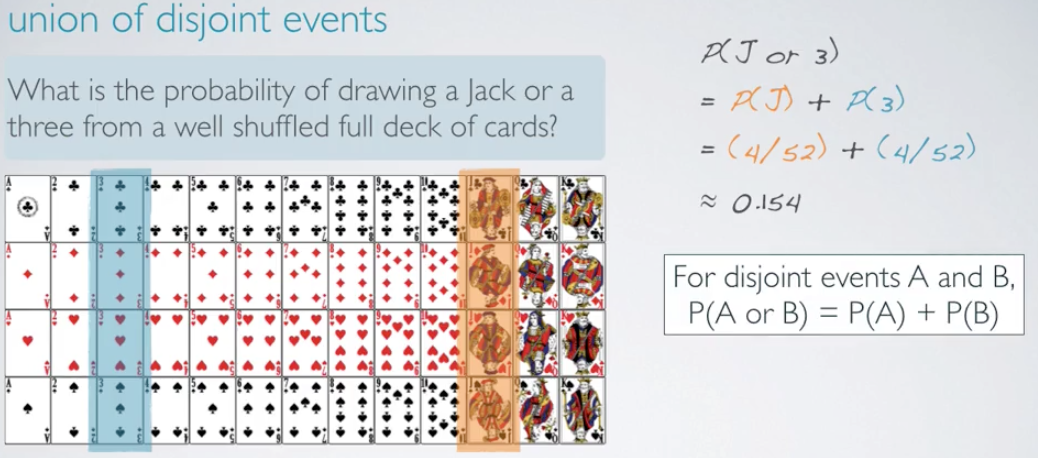 union of disjoint events
What is the probability of drawing a Jack or a
three from a well shuffled full deck of cards?
P(J or 3)
= P(J) + P(3)
= (4/52) + (4/52)
≈ 0.154
For disjoint events A and B,
P(A or B) = P(A) + P(B)